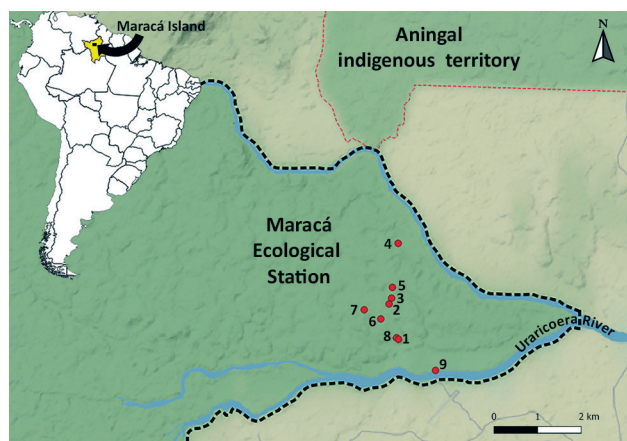 Maracá Island
Aningal
indigenous territory
N
Maracá
Ecological
Station
4
5
3
2
7
6
8
1
9
Uraricoera River
0 1 2 km